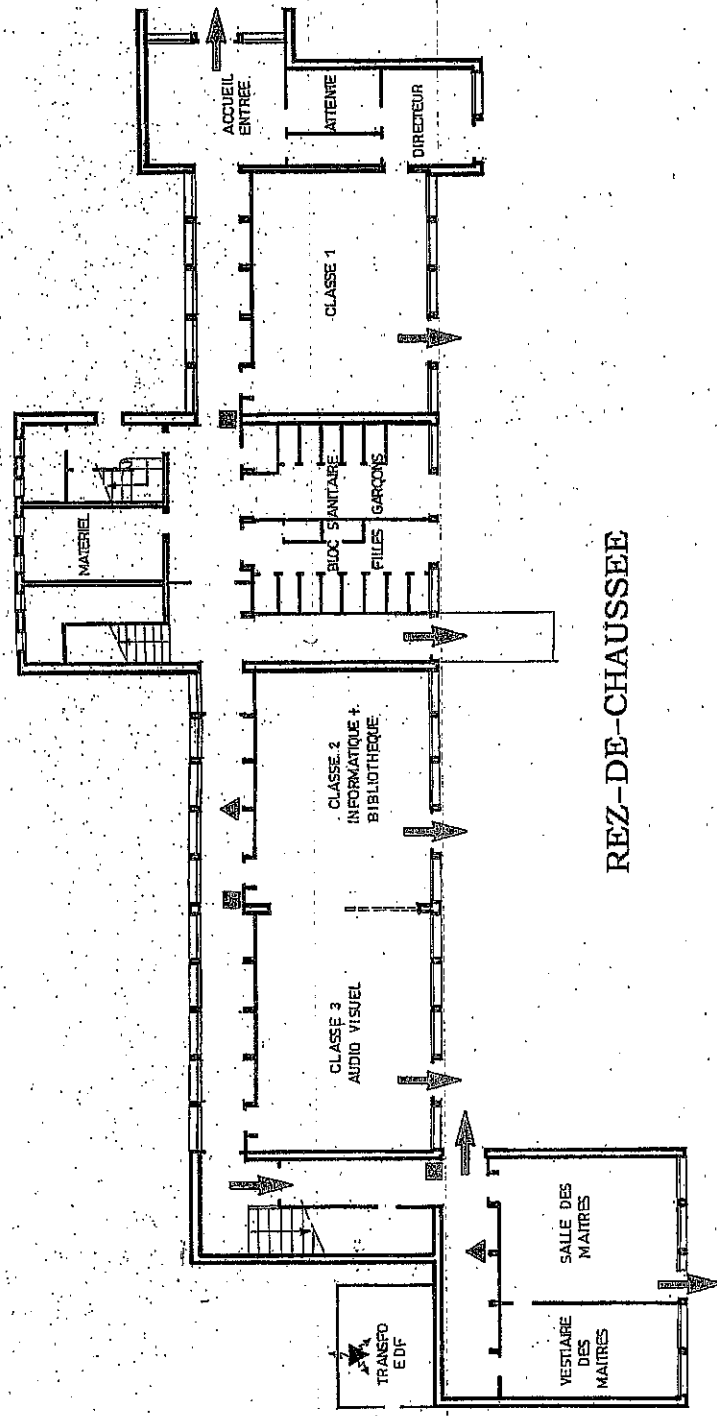 ACCUEIL
ENTREE
ATTENTE
DIRECTEUR
CLASSE 1
MATERIEL
BLOC SANITAIRE
FILLES
GARÇONS
CLASSE 2
INFORMATIQUE +
BIBLIOTHEQUE
CLASSE 3
AUDIO VISUEL
SALLE DES
MAITRES
VESTIAIRE
DES
MAITRES
TRANSFO
EDF
REZ-DE-CHAUSSEE